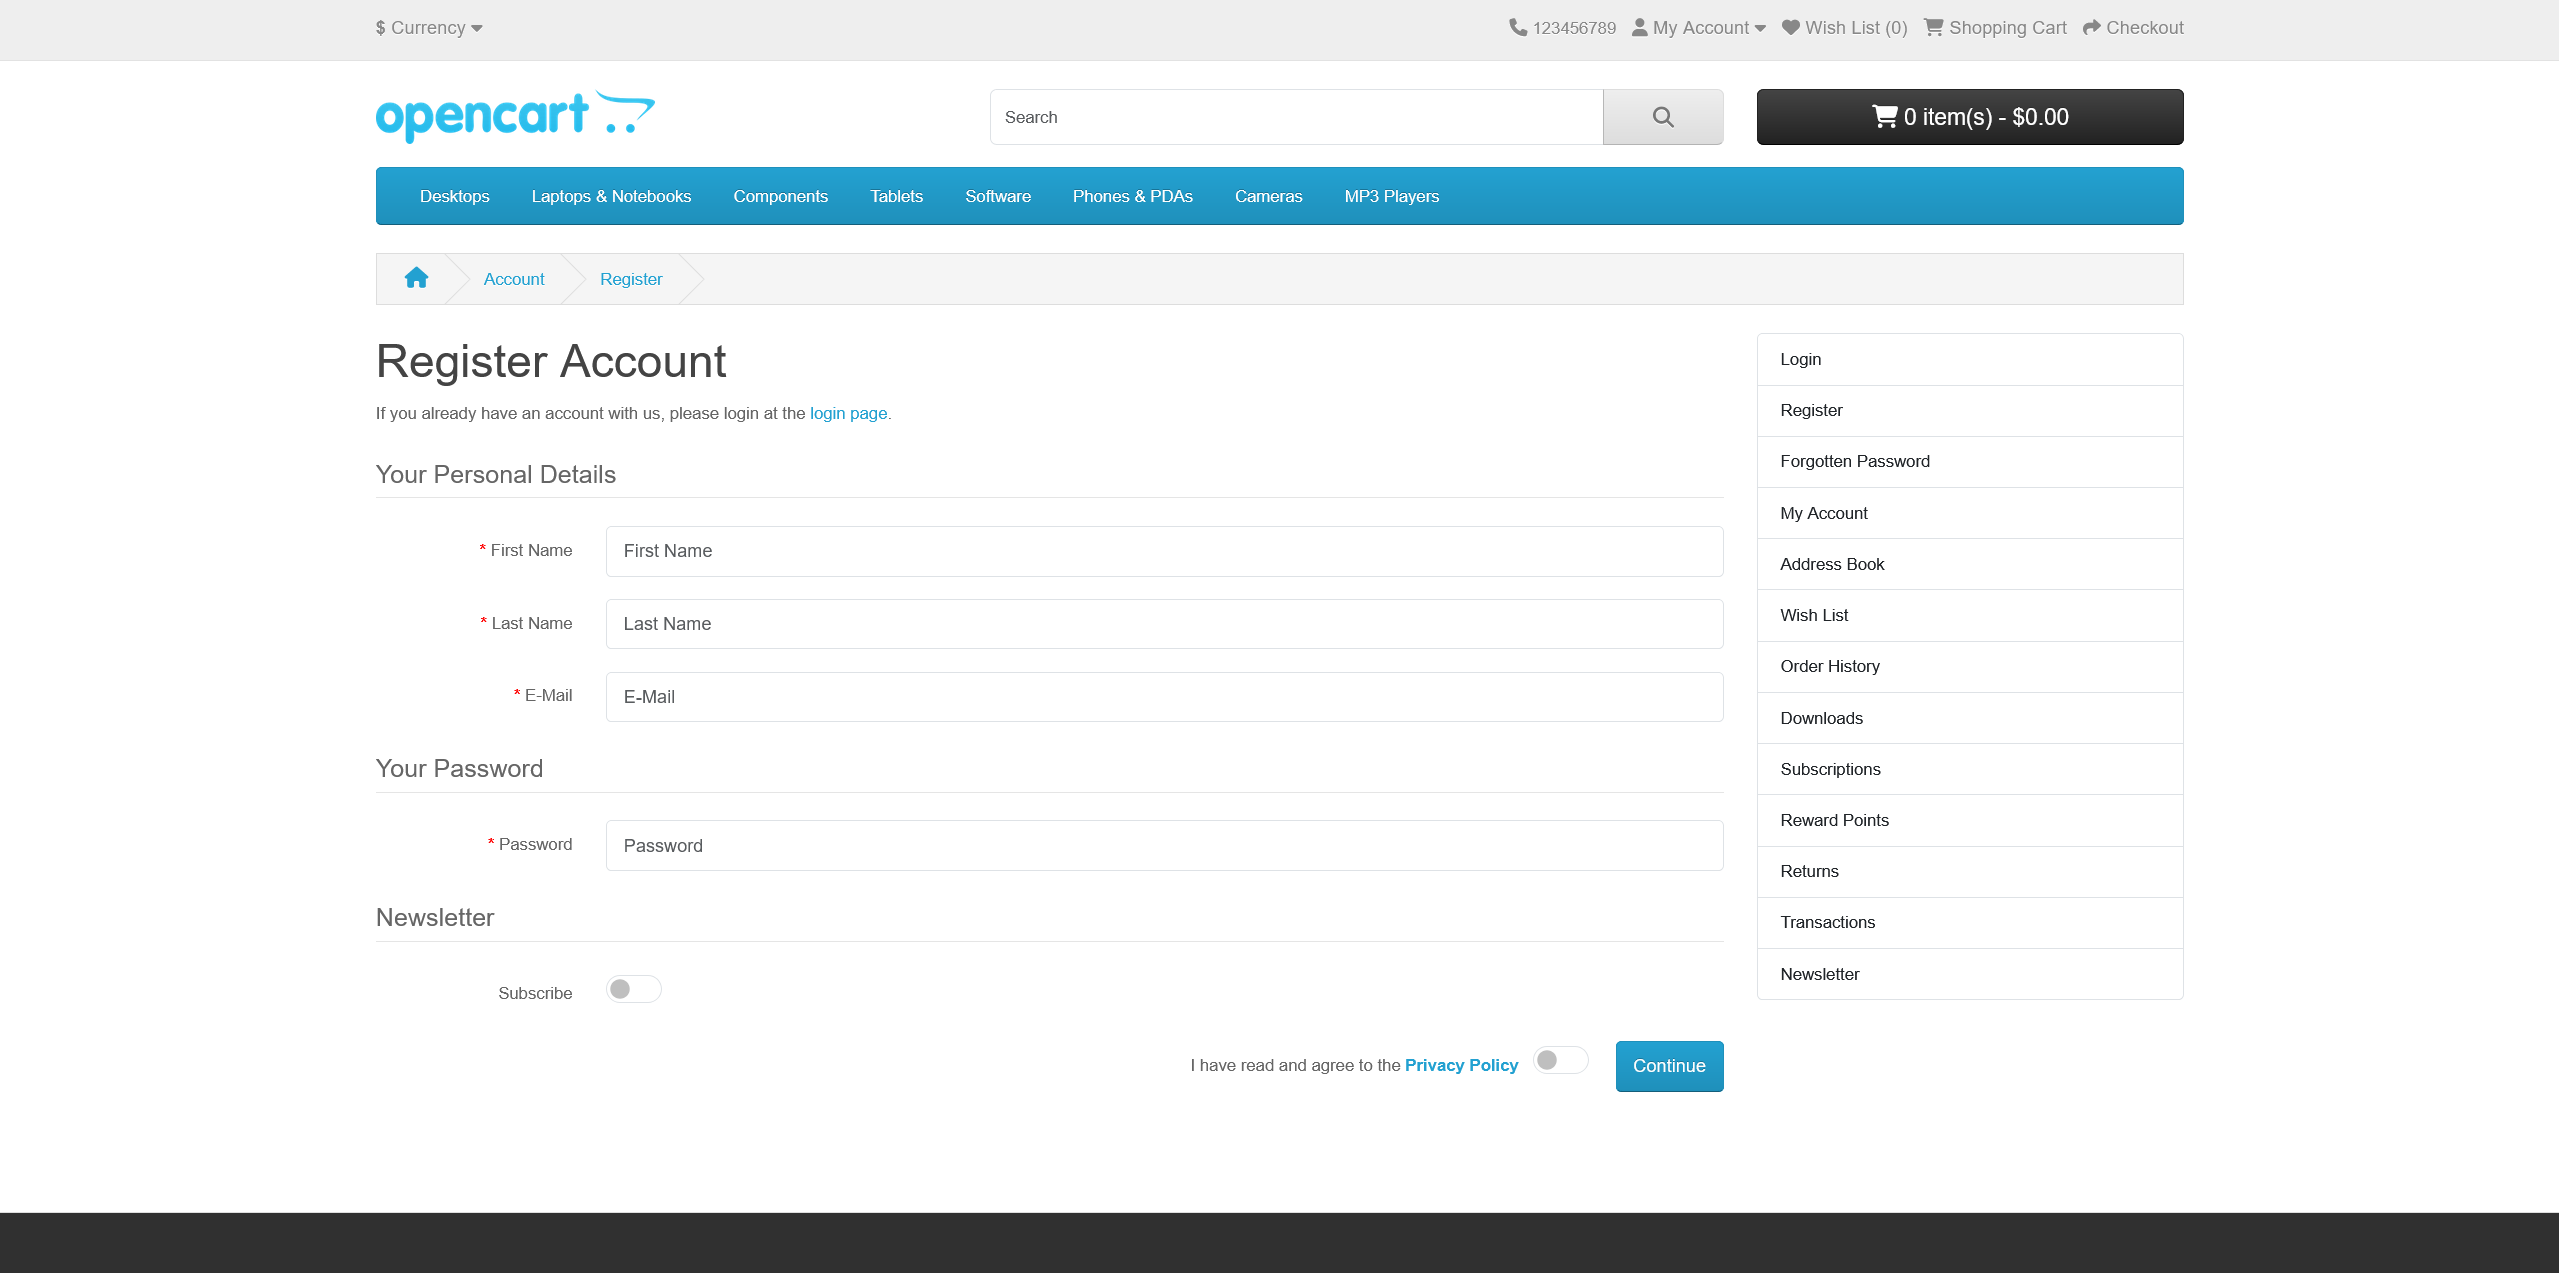 $ Currency
123456789 My Account Wish List (0) Shopping Cart Checkout
opencart
Search
0 item(s) - $0.00
Desktops Laptops & Notebooks Components Tablets Software Phones & PDAs Cameras MP3 Players
Account Register
Register Account
If you already have an account with us, please login at the login page.
Your Personal Details
* First Name First Name
* Last Name Last Name
* E-Mail E-Mail
Your Password
* Password Password
Newsletter
Subscribe
I have read and agree to the Privacy Policy Continue
Login
Register
Forgotten Password
My Account
Address Book
Wish List
Order History
Downloads
Subscriptions
Reward Points
Returns
Transactions
Newsletter